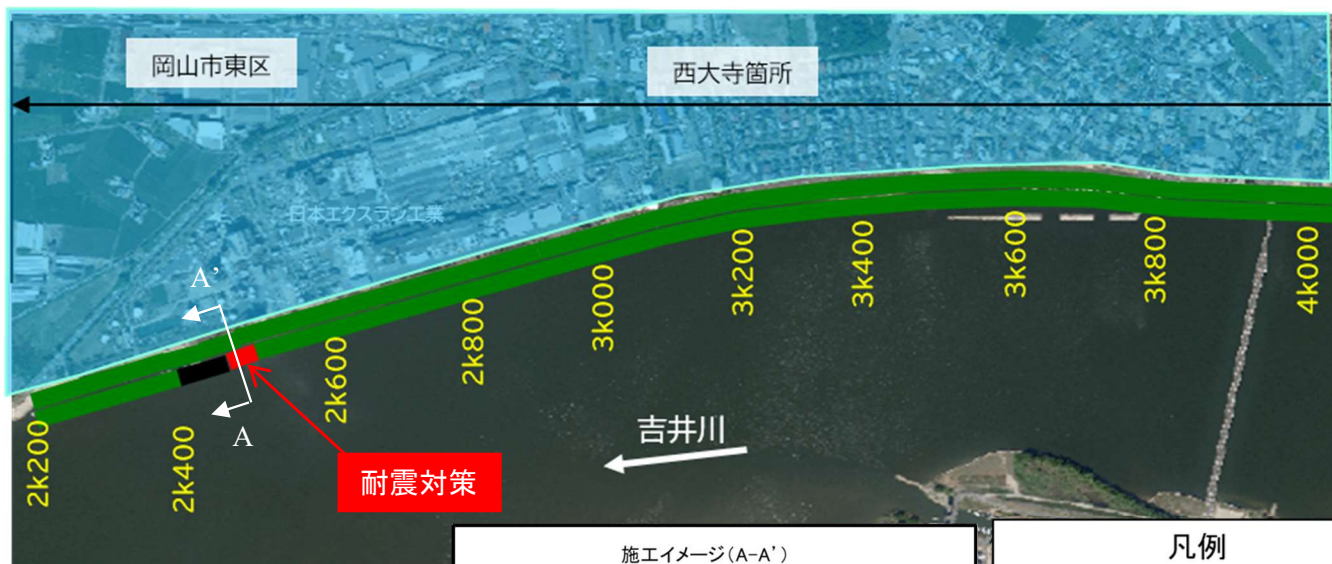 岡山市東区
西大寺箇所
日本エクスラン工業
A'
A
2k200
2k400
2k600
2k800
3k000
3k200
3k400
3k600
3k800
4k000
吉井川
耐震対策
施工イメージ(A-A')
凡例